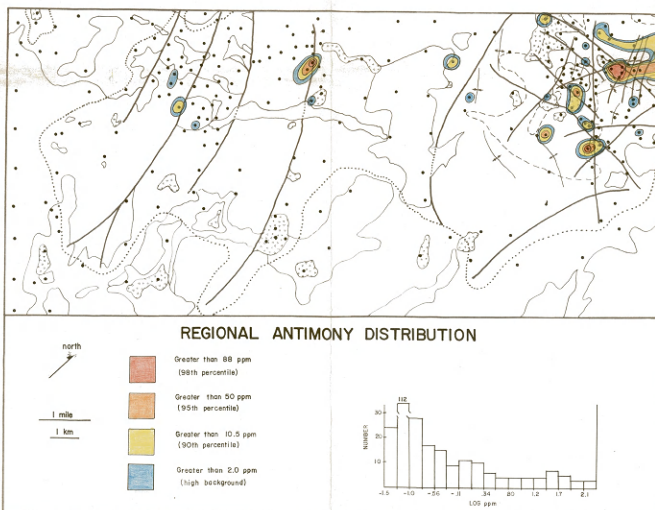 REGIONAL ANTIMONY DISTRIBUTION
north
1 mile
1 km
Greater than 88 ppm
(98th percentile)
Greater than 50 ppm
(95th percentile)
Greater than 10.5 ppm
(90th percentile)
Greater than 2.0 ppm
(high background)
112
30
20
10
NUMBER
-1.5 -1.0 -.56 -.11 .34 .80 1.2 1.7 2.1
LOG ppm